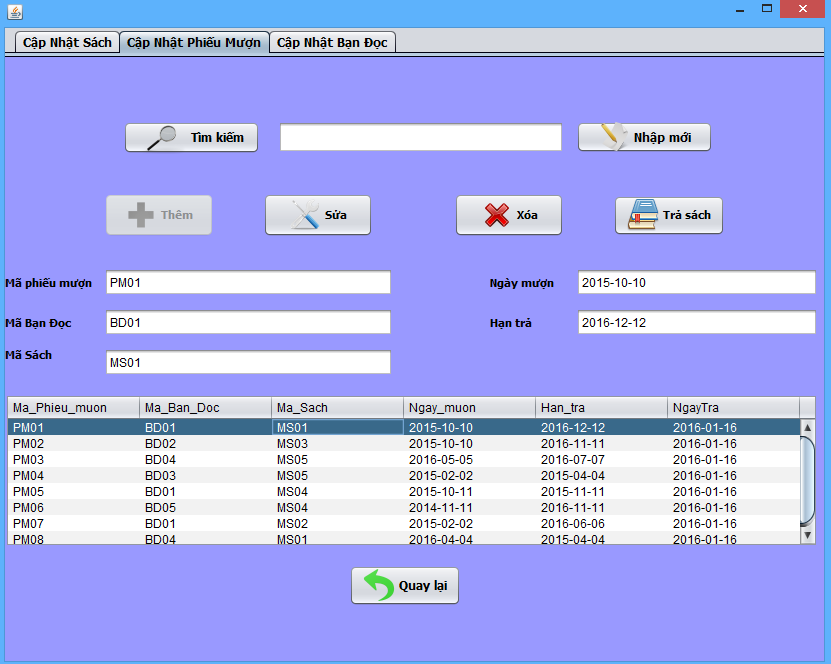 Cập Nhật Sách Cập Nhật Phiếu Mượn Cập Nhật Bạn Đọc
Tìm kiếm Nhập mới
Thêm Sửa Xóa Trả sách
Mã phiếu mượn PM01 Ngày mượn 2015-10-10
Mã Bạn Đọc BD01 Hạn trả 2016-12-12
Mã Sách MS01
Ma_Phieu_muon Ma_Ban_Doc Ma_Sach Ngay_muon Han_tra NgayTra
PM01 BD01 MS01 2015-10-10 2016-12-12 2016-01-16
PM02 BD02 MS03 2015-10-10 2016-11-11 2016-01-16
PM03 BD04 MS05 2016-05-05 2016-07-07 2016-01-16
PM04 BD03 MS05 2015-02-02 2015-04-04 2016-01-16
PM05 BD01 MS04 2015-10-11 2015-11-11 2016-01-16
PM06 BD05 MS04 2014-11-11 2016-11-11 2016-01-16
PM07 BD01 MS02 2015-02-02 2016-06-06 2016-01-16
PM08 BD04 MS01 2016-04-04 2015-04-04 2016-01-16
Quay lại